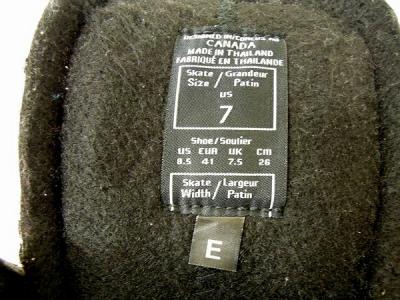 CANADA
MADE IN THAILAND
FABRIQUÉ EN THAILANDE
Skate / Grandeur
Size / Patin
US
7
Shoe/Soulier
US EUR UK CM
8.5 41 7.5 26
Skate / Largeur
Width / Patin
E